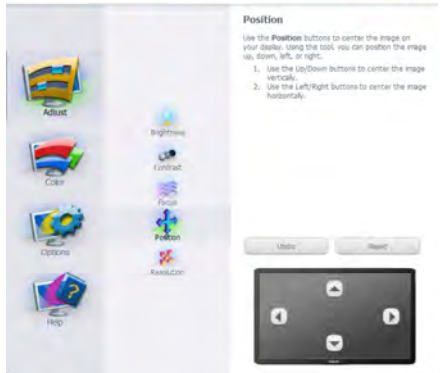 Position
Use the Position buttons to center the image on
your display. Using the tool, you can position the image
up, down, left, or right.
1. Use the Up/Down buttons to center the image
vertically.
2. Use the Left/Right buttons to center the image
horizontally.
Adjust
Color
Options
Help
Brightness
Contrast
Focus
Position
Resolution
Undo
Reset